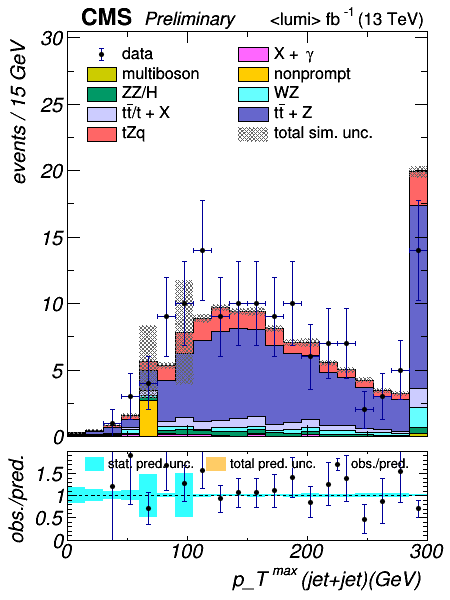 CMS Preliminary <lumi> fb⁻¹ (13 TeV)
events / 15 GeV
30
25
20
15
10
5
0
data
X + γ
multiboson
nonprompt
ZZ/H
WZ
tt̄/t + X
tt̄ + Z
tZq
total sim. unc.
obs./pred.
1.5
1
0.5
0
stat. pred. unc.
total pred. unc.
obs./pred.
0 100 200 300
p_T^max (jet+jet)(GeV)